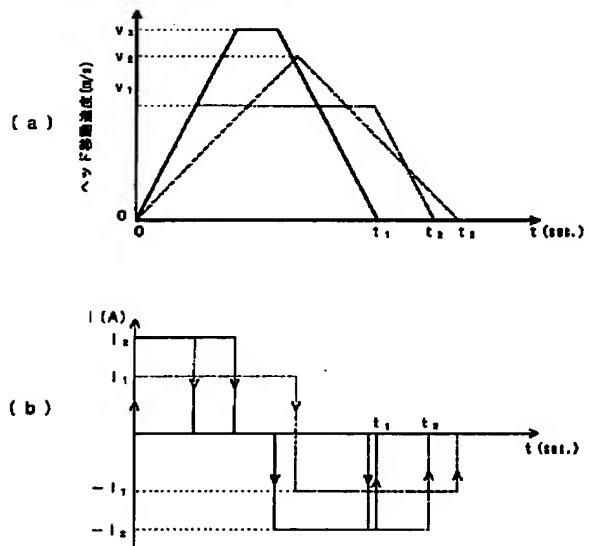 (a)
ヘッド移動速度(m/s)
V₃
V₂
V₁
0
0
t₁
t₂
t₃
t(sec.)
(b)
I(A)
I₂
I₁
t₁
t₂
t(sec.)
−I₁
−I₂